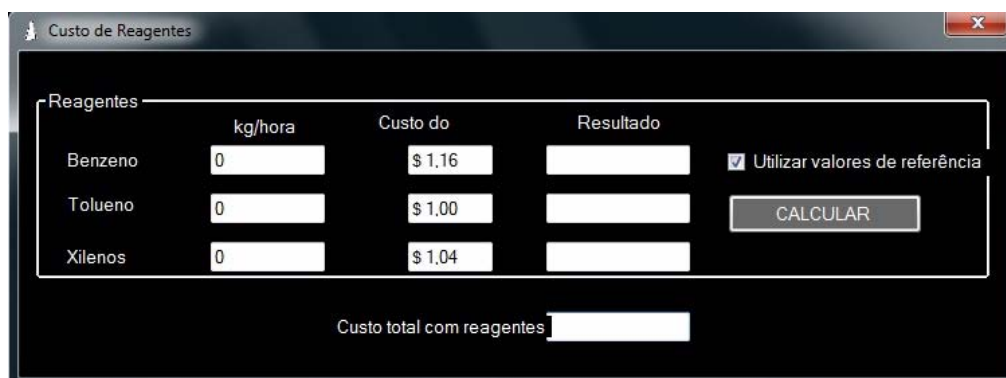 Custo de Reagentes
x
Reagentes
kg/hora Custo do Resultado
Benzeno 0 $ 1,16 Utilizar valores de referência
Tolueno 0 $ 1,00 CALCULAR
Xilenos 0 $ 1,04
Custo total com reagentes